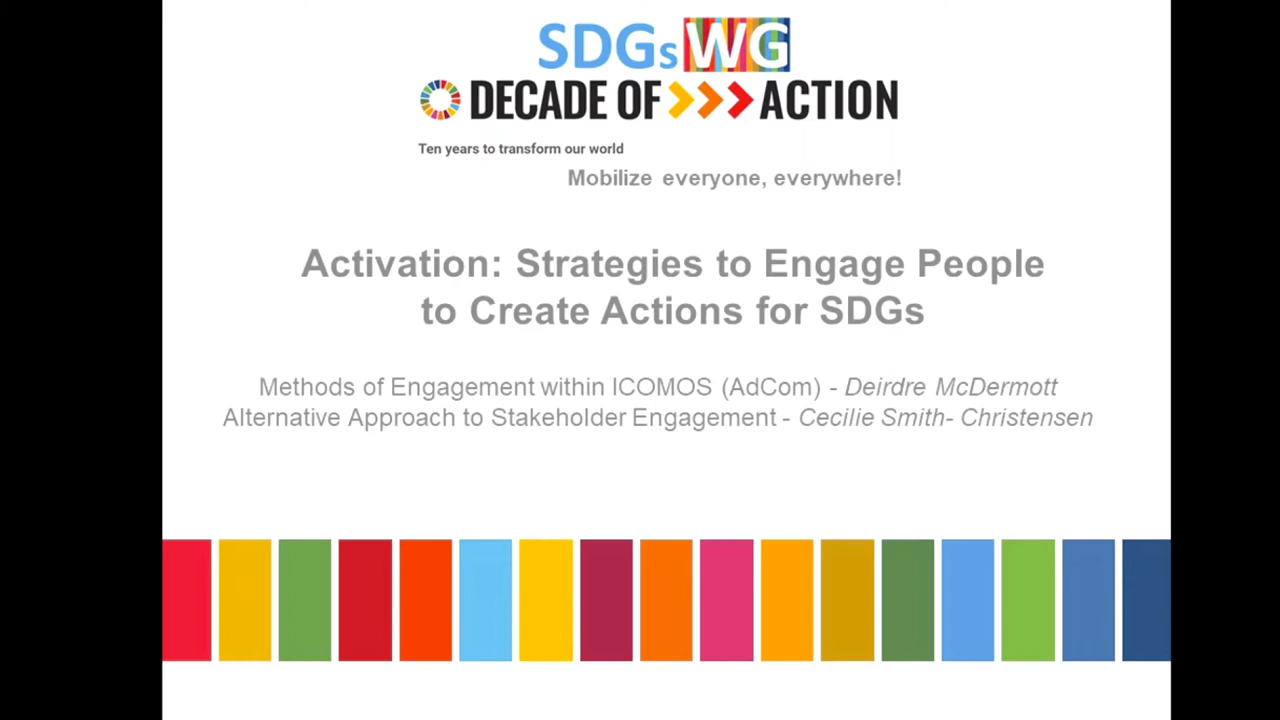 SDGsWG
DECADE OF >>> ACTION
Ten years to transform our world
Mobilize everyone, everywhere!
Activation: Strategies to Engage People
to Create Actions for SDGs
Methods of Engagement within ICOMOS (AdCom) - Deirdre McDermott
Alternative Approach to Stakeholder Engagement - Cecilie Smith- Christensen